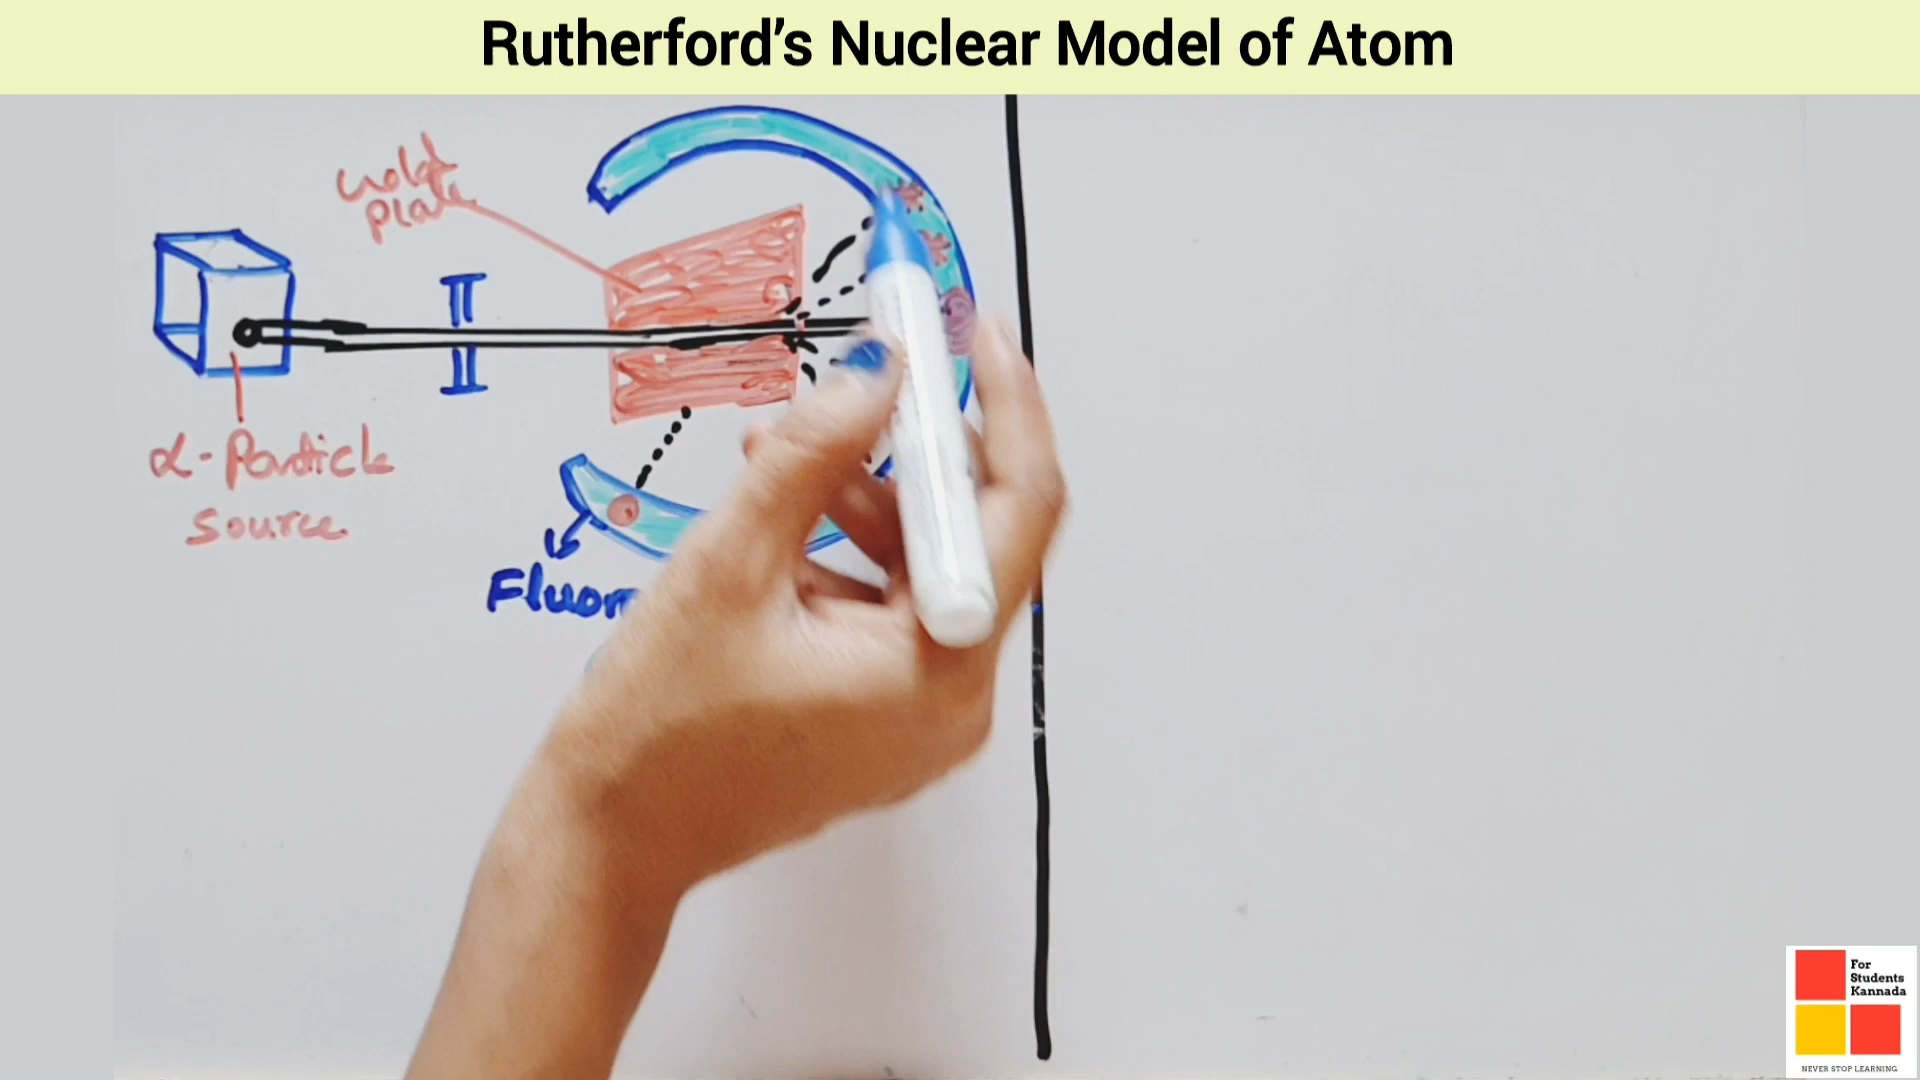 Rutherford's Nuclear Model of Atom
Gold
Plate
α-Particle
Source
Fluor
For
Students
Kannada
NEVER STOP LEARNING